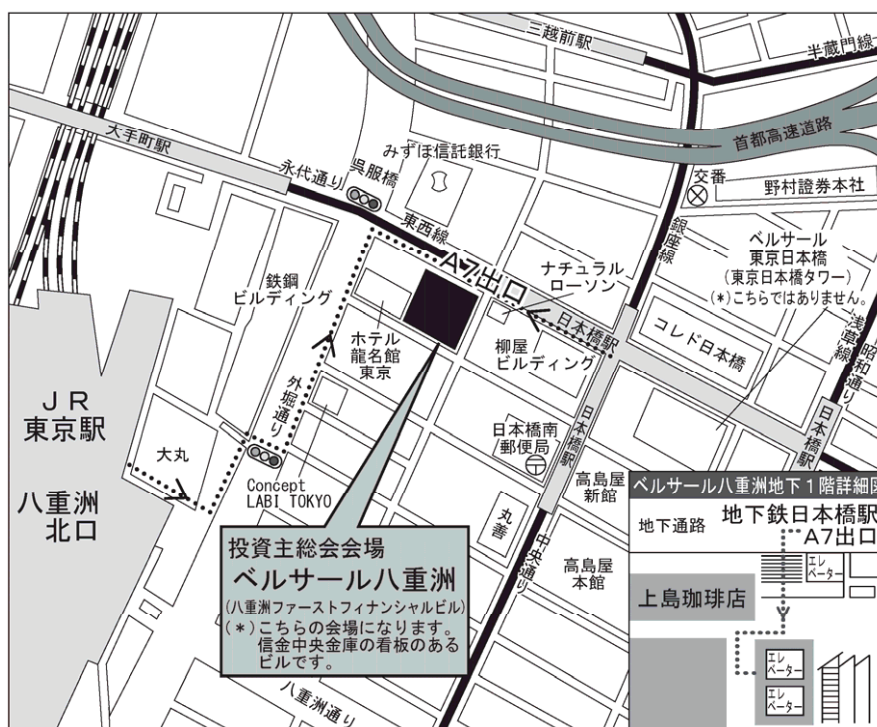 三越前駅
半蔵門線
首都高速道路
大手町駅
永代通り
呉服橋
みずほ信託銀行
交番
野村證券本社
東西線
A7出口
銀座線
ベルサール
東京日本橋
(東京日本橋タワー)
(*)こちらではありません。
鉄鋼
ビルディング
ナチュラル
ローソン
日本橋駅
コレド日本橋
浅草線
昭和通り
ホテル
龍名館
東京
柳屋
ビルディング
外堀通り
JR
東京駅
八重洲
北口
大丸
Concept
LABI TOKYO
日本橋南
郵便局
日本橋駅
日本橋駅
高島屋
新館
丸善
高島屋
本館
中央通り
八重洲通り
投資主総会会場
ベルサール八重洲
(八重洲ファーストフィナンシャルビル)
(*)こちらの会場になります。
信金中央金庫の看板のある
ビルです。
ベルサール八重洲地下1階詳細図
地下通路
地下鉄日本橋駅
A7出口
エレ
ベーター
上島珈琲店
エレ
ベーター
エレ
ベーター